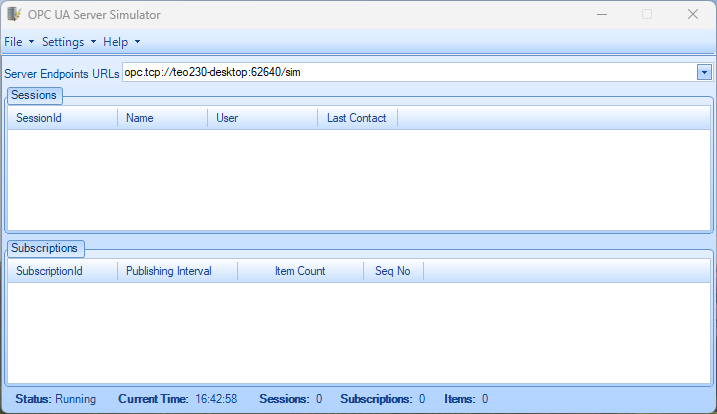 OPC UA Server Simulator
File Settings Help
Server Endpoints URLs opc.tcp://teo230-desktop:62640/sim
Sessions
SessionId Name User Last Contact
Subscriptions
SubscriptionId Publishing Interval Item Count Seq No
Status: Running Current Time: 16:42:58 Sessions: 0 Subscriptions: 0 Items: 0